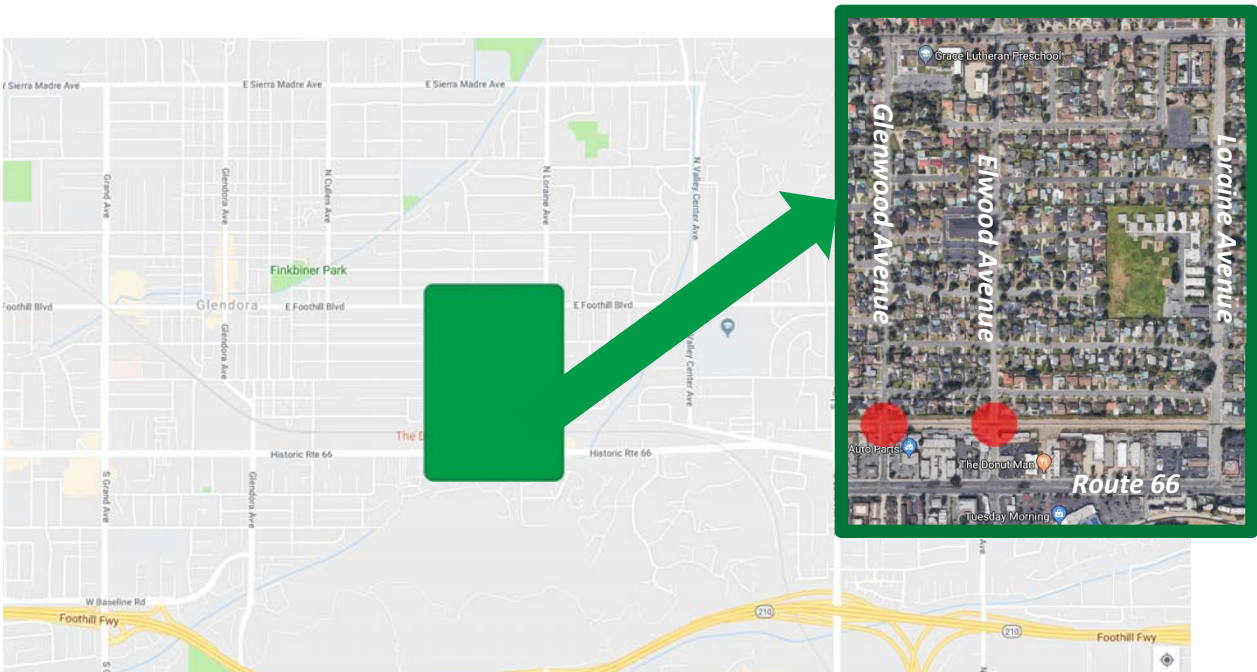 / Sierra Madre Ave
E Sierra Madre Ave
E Sierra Madre Ave
Grand Ave
Glendora Ave
N Cullen Ave
N Loraine Ave
N Valley Center Ave
Finkbiner Park
Foothill Blvd
Glendora
E Foothill Blvd
E Foothill Blvd
Glendora Ave
Valley Center Ave
The D
Historic Rte 66
Historic Rte 66
S Grand Ave
Glendora Ave
Ave
W Baseline Rd
Foothill Fwy
210
210
Foothill Fwy
S G
N
Grace Lutheran Preschool
Glenwood Avenue
Elwood Avenue
Loraine Avenue
Auto Parts
The Donut Man
Route 66
Tuesday Morning